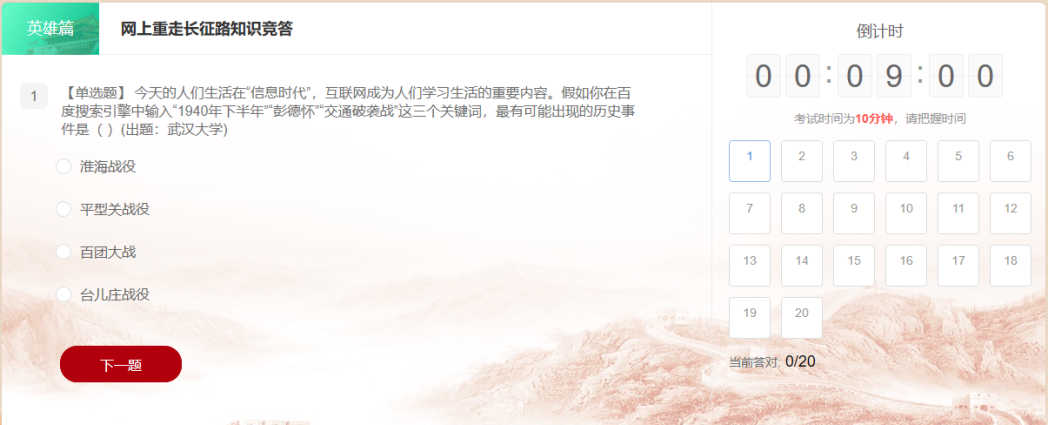 英雄篇
网上重走长征路知识竞答
1
【单选题】 今天的人们生活在“信息时代”，互联网成为人们学习生活的重要内容。假如你在百
度搜索引擎中输入“1940年下半年”“彭德怀”“交通破袭战”这三个关键词，最有可能出现的历史事
件是（ ）(出题：武汉大学)
淮海战役
平型关战役
百团大战
台儿庄战役
下一题
倒计时
00:09:00
考试时间为10分钟，请把握时间
1 2 3 4 5 6
7 8 9 10 11 12
13 14 15 16 17 18
19 20
当前答对: 0/20